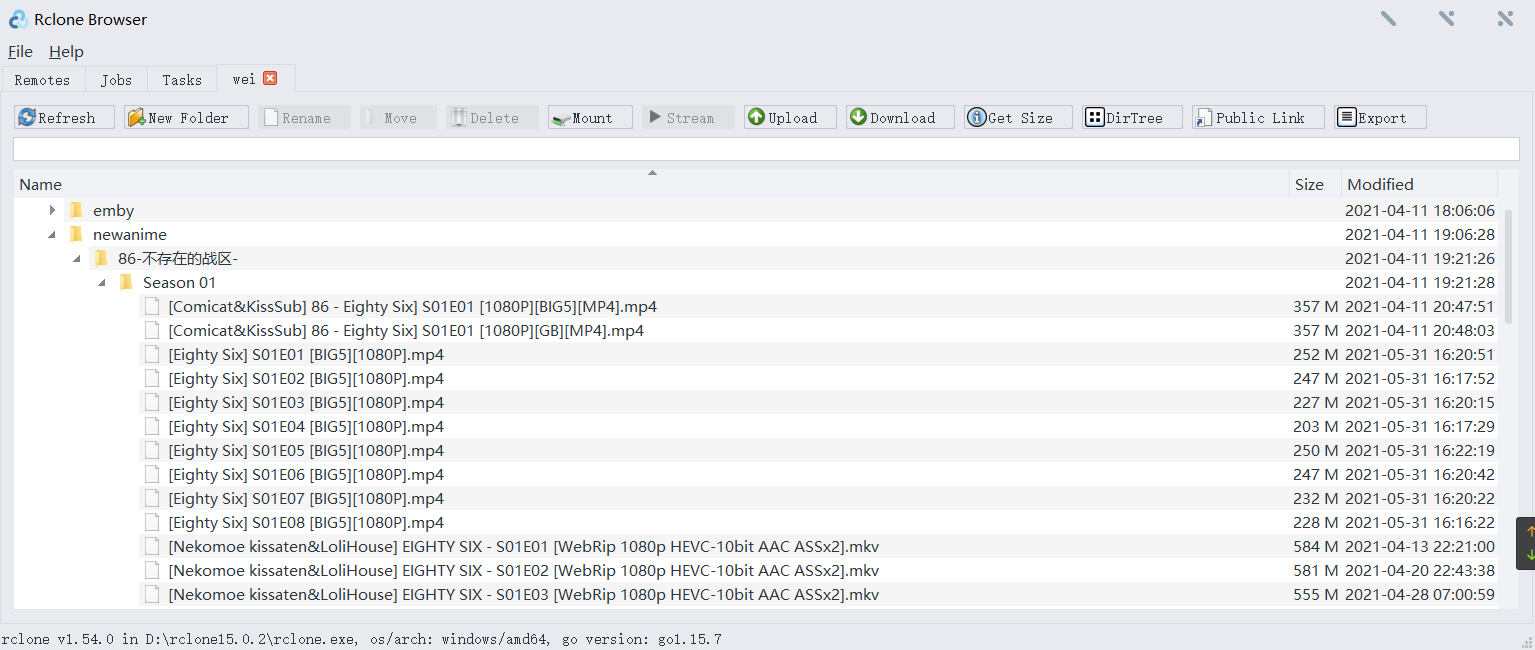 Rclone Browser
File Help
Remotes Jobs Tasks wei
Refresh New Folder Rename Move Delete Mount Stream Upload Download Get Size DirTree Public Link Export
Name Size Modified
emby 2021-04-11 18:06:06
newanime 2021-04-11 19:06:28
86-不存在的战区- 2021-04-11 19:21:26
Season 01 2021-04-11 19:21:28
[Comicat&KissSub] 86 - Eighty Six] S01E01 [1080P][BIG5][MP4].mp4 357 M 2021-04-11 20:47:51
[Comicat&KissSub] 86 - Eighty Six] S01E01 [1080P][GB][MP4].mp4 357 M 2021-04-11 20:48:03
[Eighty Six] S01E01 [BIG5][1080P].mp4 252 M 2021-05-31 16:20:51
[Eighty Six] S01E02 [BIG5][1080P].mp4 247 M 2021-05-31 16:17:52
[Eighty Six] S01E03 [BIG5][1080P].mp4 227 M 2021-05-31 16:20:15
[Eighty Six] S01E04 [BIG5][1080P].mp4 203 M 2021-05-31 16:17:29
[Eighty Six] S01E05 [BIG5][1080P].mp4 250 M 2021-05-31 16:22:19
[Eighty Six] S01E06 [BIG5][1080P].mp4 247 M 2021-05-31 16:20:42
[Eighty Six] S01E07 [BIG5][1080P].mp4 232 M 2021-05-31 16:20:22
[Eighty Six] S01E08 [BIG5][1080P].mp4 228 M 2021-05-31 16:16:22
[Nekomoe kissaten&LoliHouse] EIGHTY SIX - S01E01 [WebRip 1080p HEVC-10bit AAC ASSx2].mkv 584 M 2021-04-13 22:21:00
[Nekomoe kissaten&LoliHouse] EIGHTY SIX - S01E02 [WebRip 1080p HEVC-10bit AAC ASSx2].mkv 581 M 2021-04-20 22:43:38
[Nekomoe kissaten&LoliHouse] EIGHTY SIX - S01E03 [WebRip 1080p HEVC-10bit AAC ASSx2].mkv 555 M 2021-04-28 07:00:59
rclone v1.54.0 in D:\rclone15.0.2\rclone.exe, os/arch: windows/amd64, go version: go1.15.7